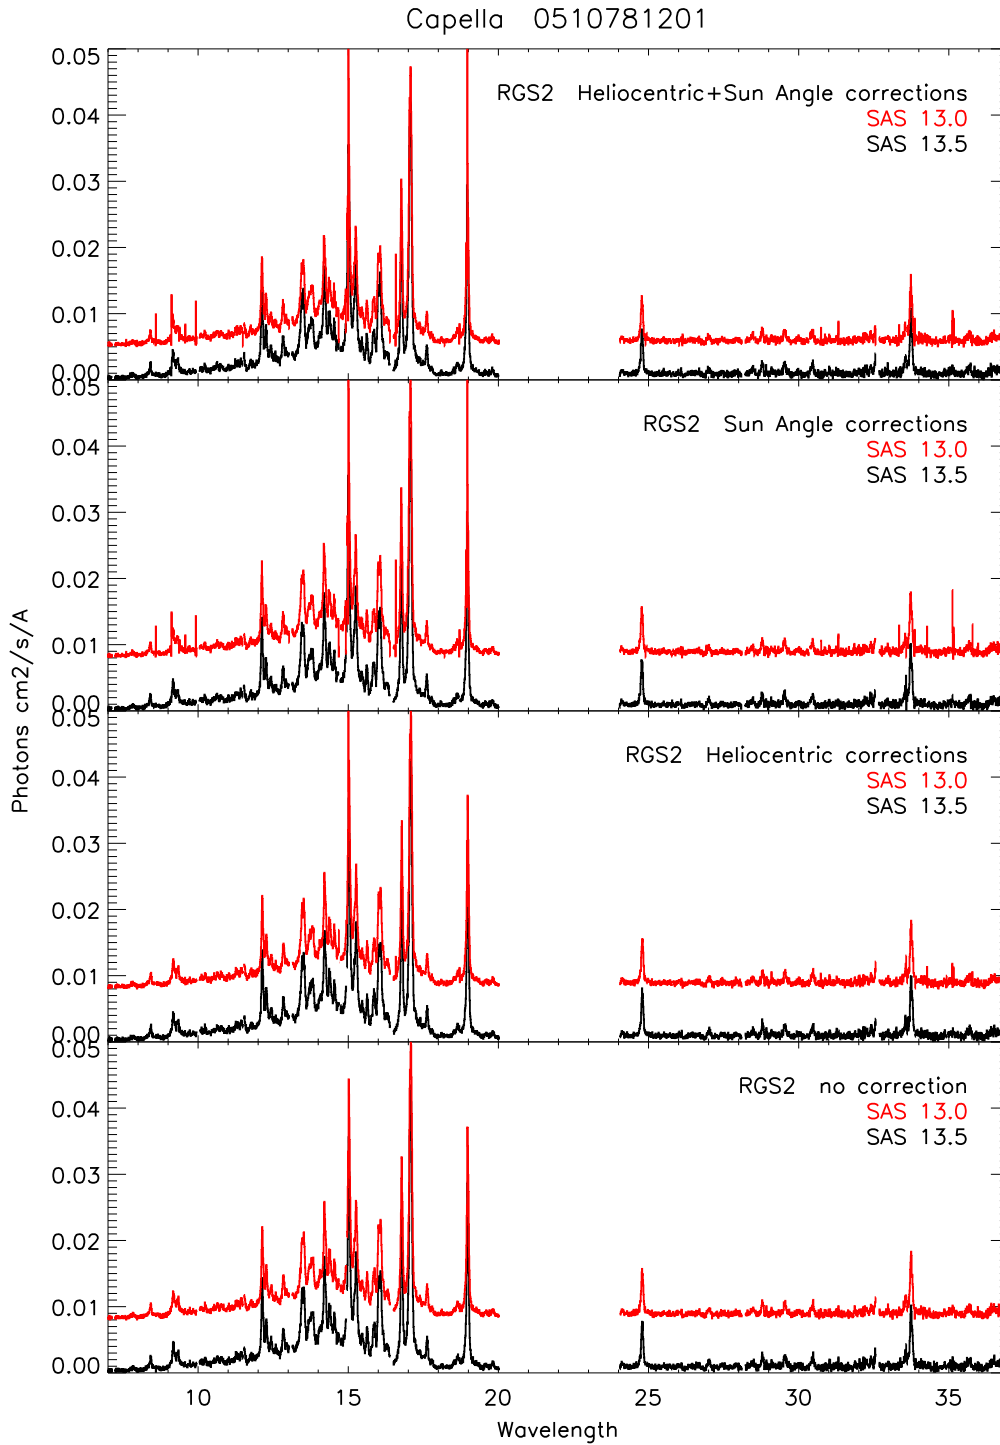 Capella 0510781201
0.05
RGS2 Heliocentric+Sun Angle corrections
0.04
SAS 13.0
SAS 13.5
0.03
0.02
0.01
0.00
0.05
RGS2 Sun Angle corrections
0.04
SAS 13.0
SAS 13.5
0.03
0.02
0.01
0.00
0.05
RGS2 Heliocentric corrections
0.04
SAS 13.0
SAS 13.5
0.03
0.02
0.01
0.00
0.05
RGS2 no correction
0.04
SAS 13.0
SAS 13.5
0.03
0.02
0.01
0.00
Photons cm2/s/A
10 15 20 25 30 35
Wavelength